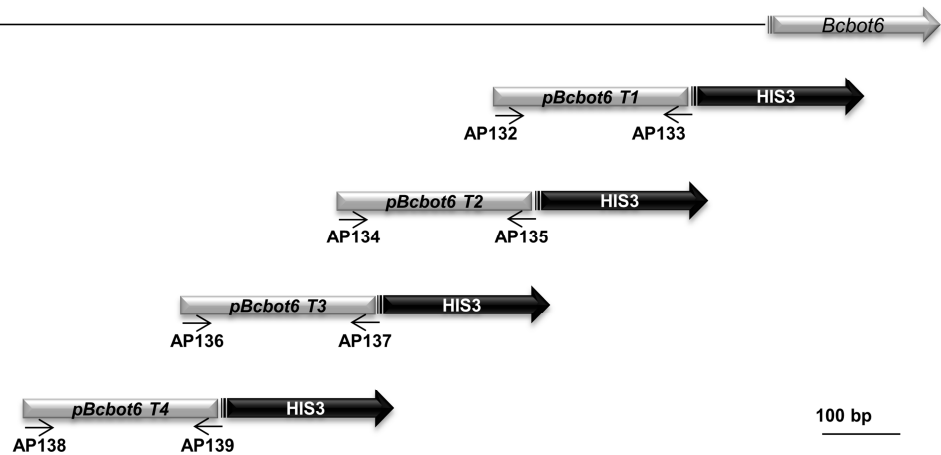 Bcbot6
pBcbot6 T1 HIS3
AP132 AP133
pBcbot6 T2 HIS3
AP134 AP135
pBcbot6 T3 HIS3
AP136 AP137
pBcbot6 T4 HIS3
100 bp
AP138 AP139